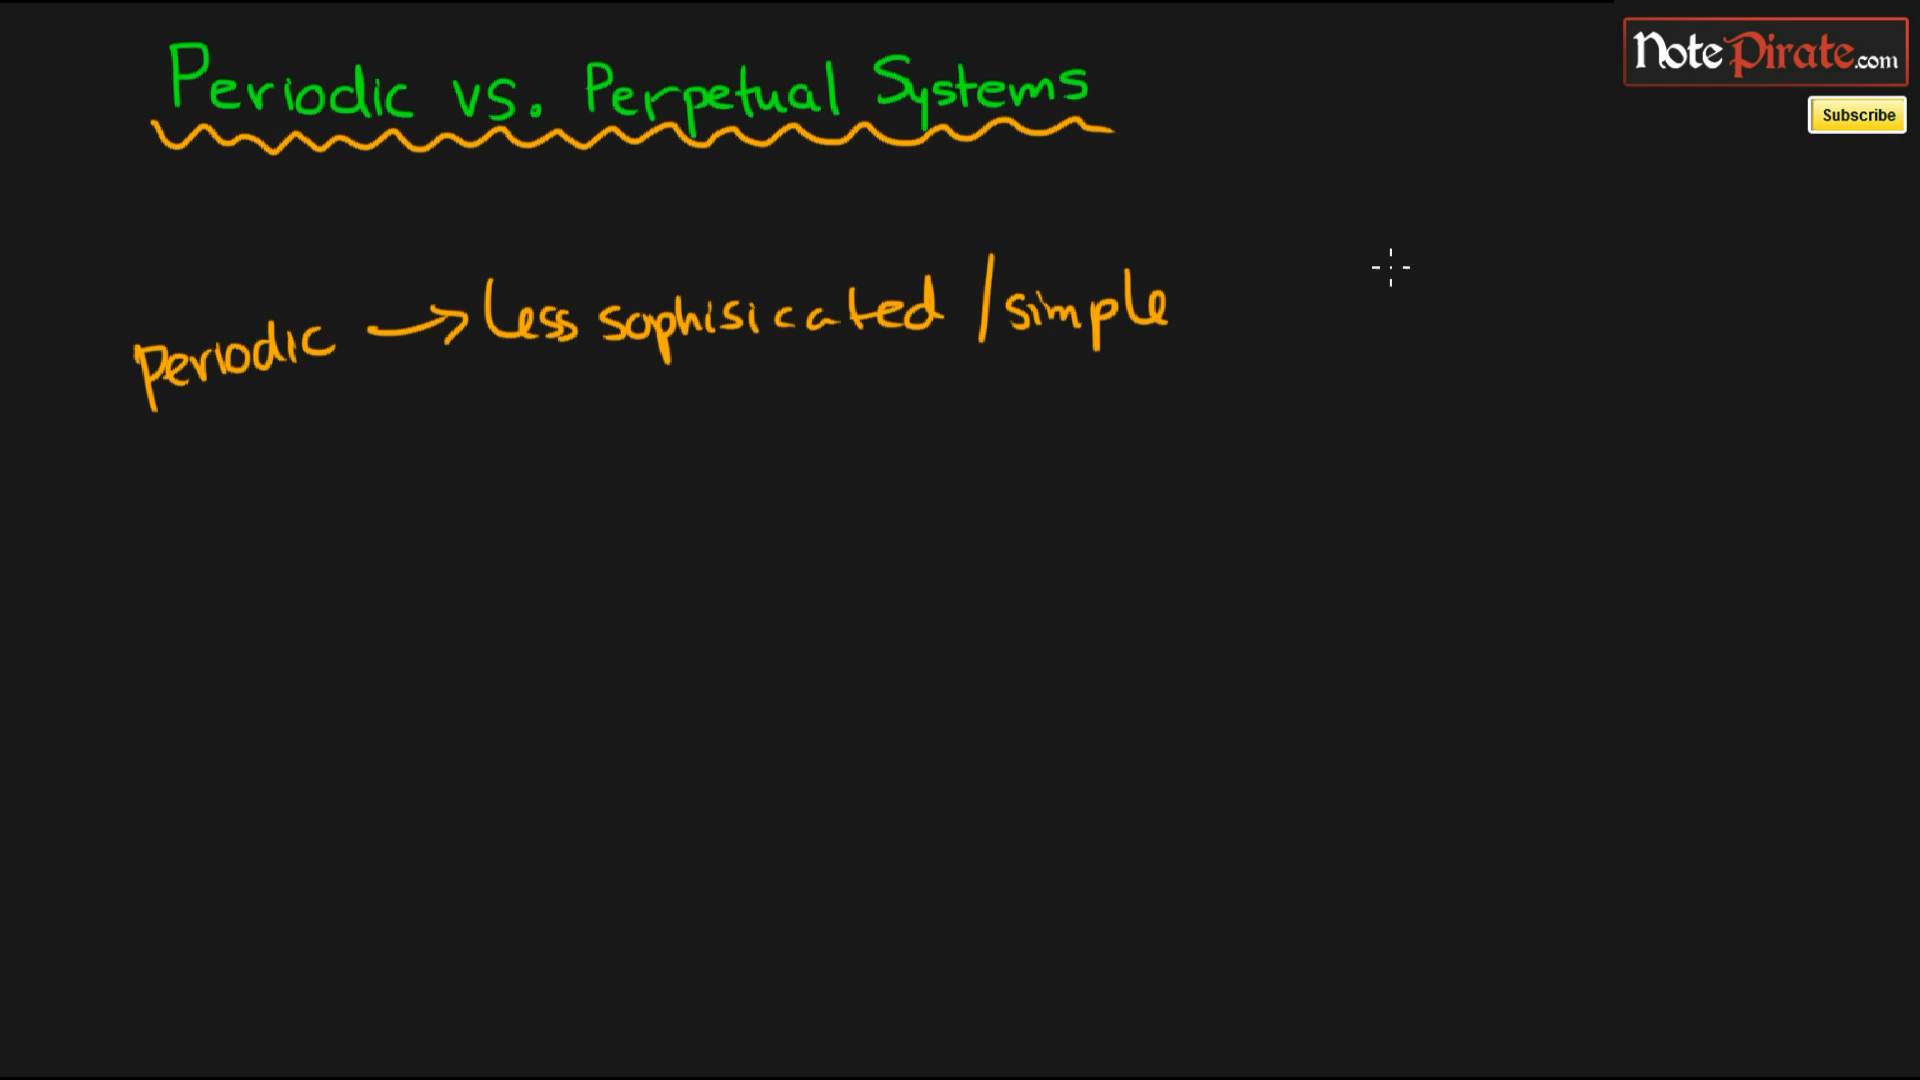 Periodic vs. Perpetual Systems
NotePirate.com
Subscribe
Periodic → Less sophisicated / simple